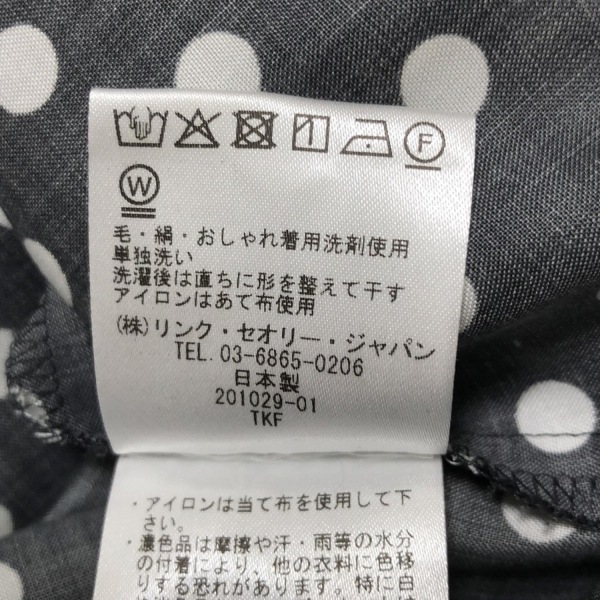 F
W
毛・絹・おしゃれ着用洗剤使用
単独洗い
洗濯後は直ちに形を整えて干す
アイロンはあて布使用
(株)リンク・セオリー・ジャパン
TEL. 03-6865-0206
日本製
201029-01
TKF
・アイロンは当て布を使用して下
さい。
・濃色品は摩擦や汗・雨等の水分
の付着により、他の衣料に色移
りする恐れがあります。特に白